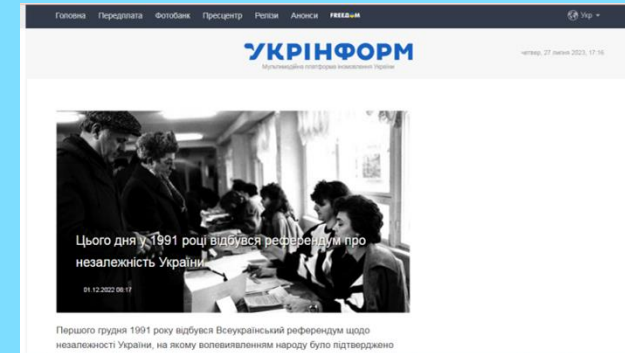 Головна Передплата Фотобанк Пресцентр Релізи Анонси FREEДOM Укр
УКРІНФОРМ
Мультимедійна платформа іномовлення України
четвер, 27 липня 2023, 17:16
Цього дня у 1991 році відбувся референдум про
незалежність України
01.12.2022 08:17
Першого грудня 1991 року відбувся Всеукраїнський референдум щодо
незалежності України, на якому волевиявленням народу було підтверджено